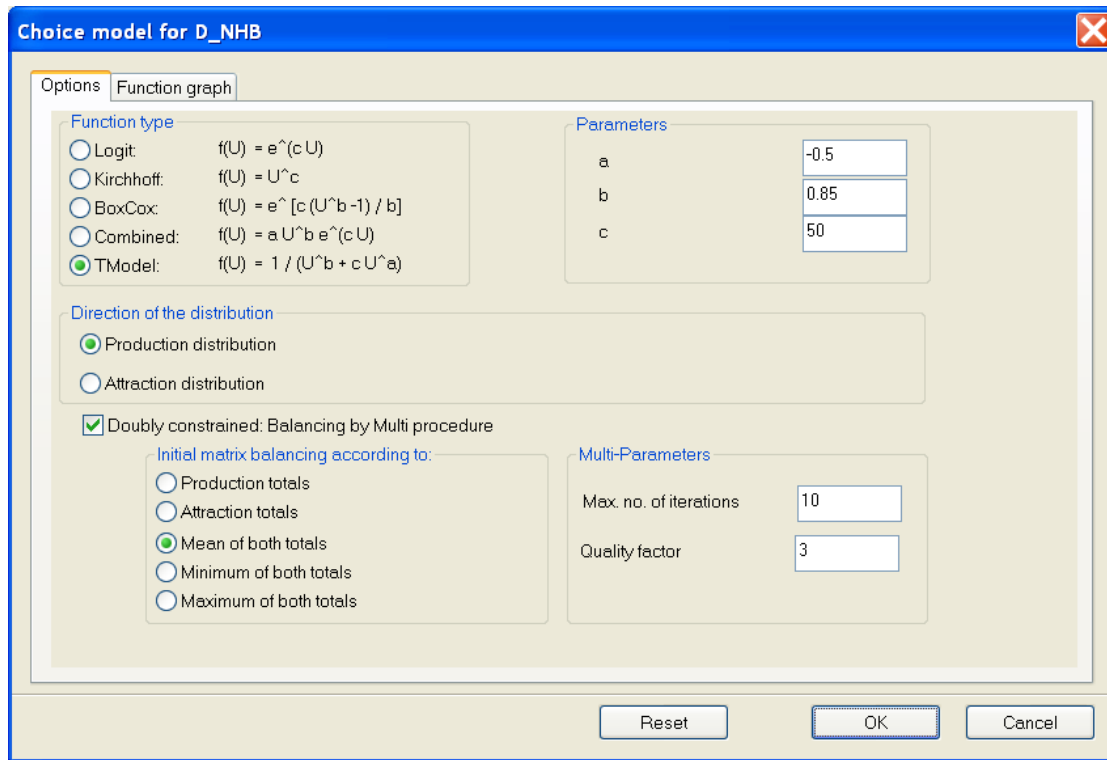 Choice model for D_NHB
Options Function graph
Function type
Logit: f(U) = e^(c U)
Kirchhoff: f(U) = U^c
BoxCox: f(U) = e^ [c (U^b -1) / b]
Combined: f(U) = a U^b e^(c U)
TModel: f(U) = 1 / (U^b + c U^a)
Parameters
a -0.5
b 0.85
c 50
Direction of the distribution
Production distribution
Attraction distribution
Doubly constrained: Balancing by Multi procedure
Initial matrix balancing according to:
Production totals
Attraction totals
Mean of both totals
Minimum of both totals
Maximum of both totals
Multi-Parameters
Max. no. of iterations 10
Quality factor 3
Reset OK Cancel